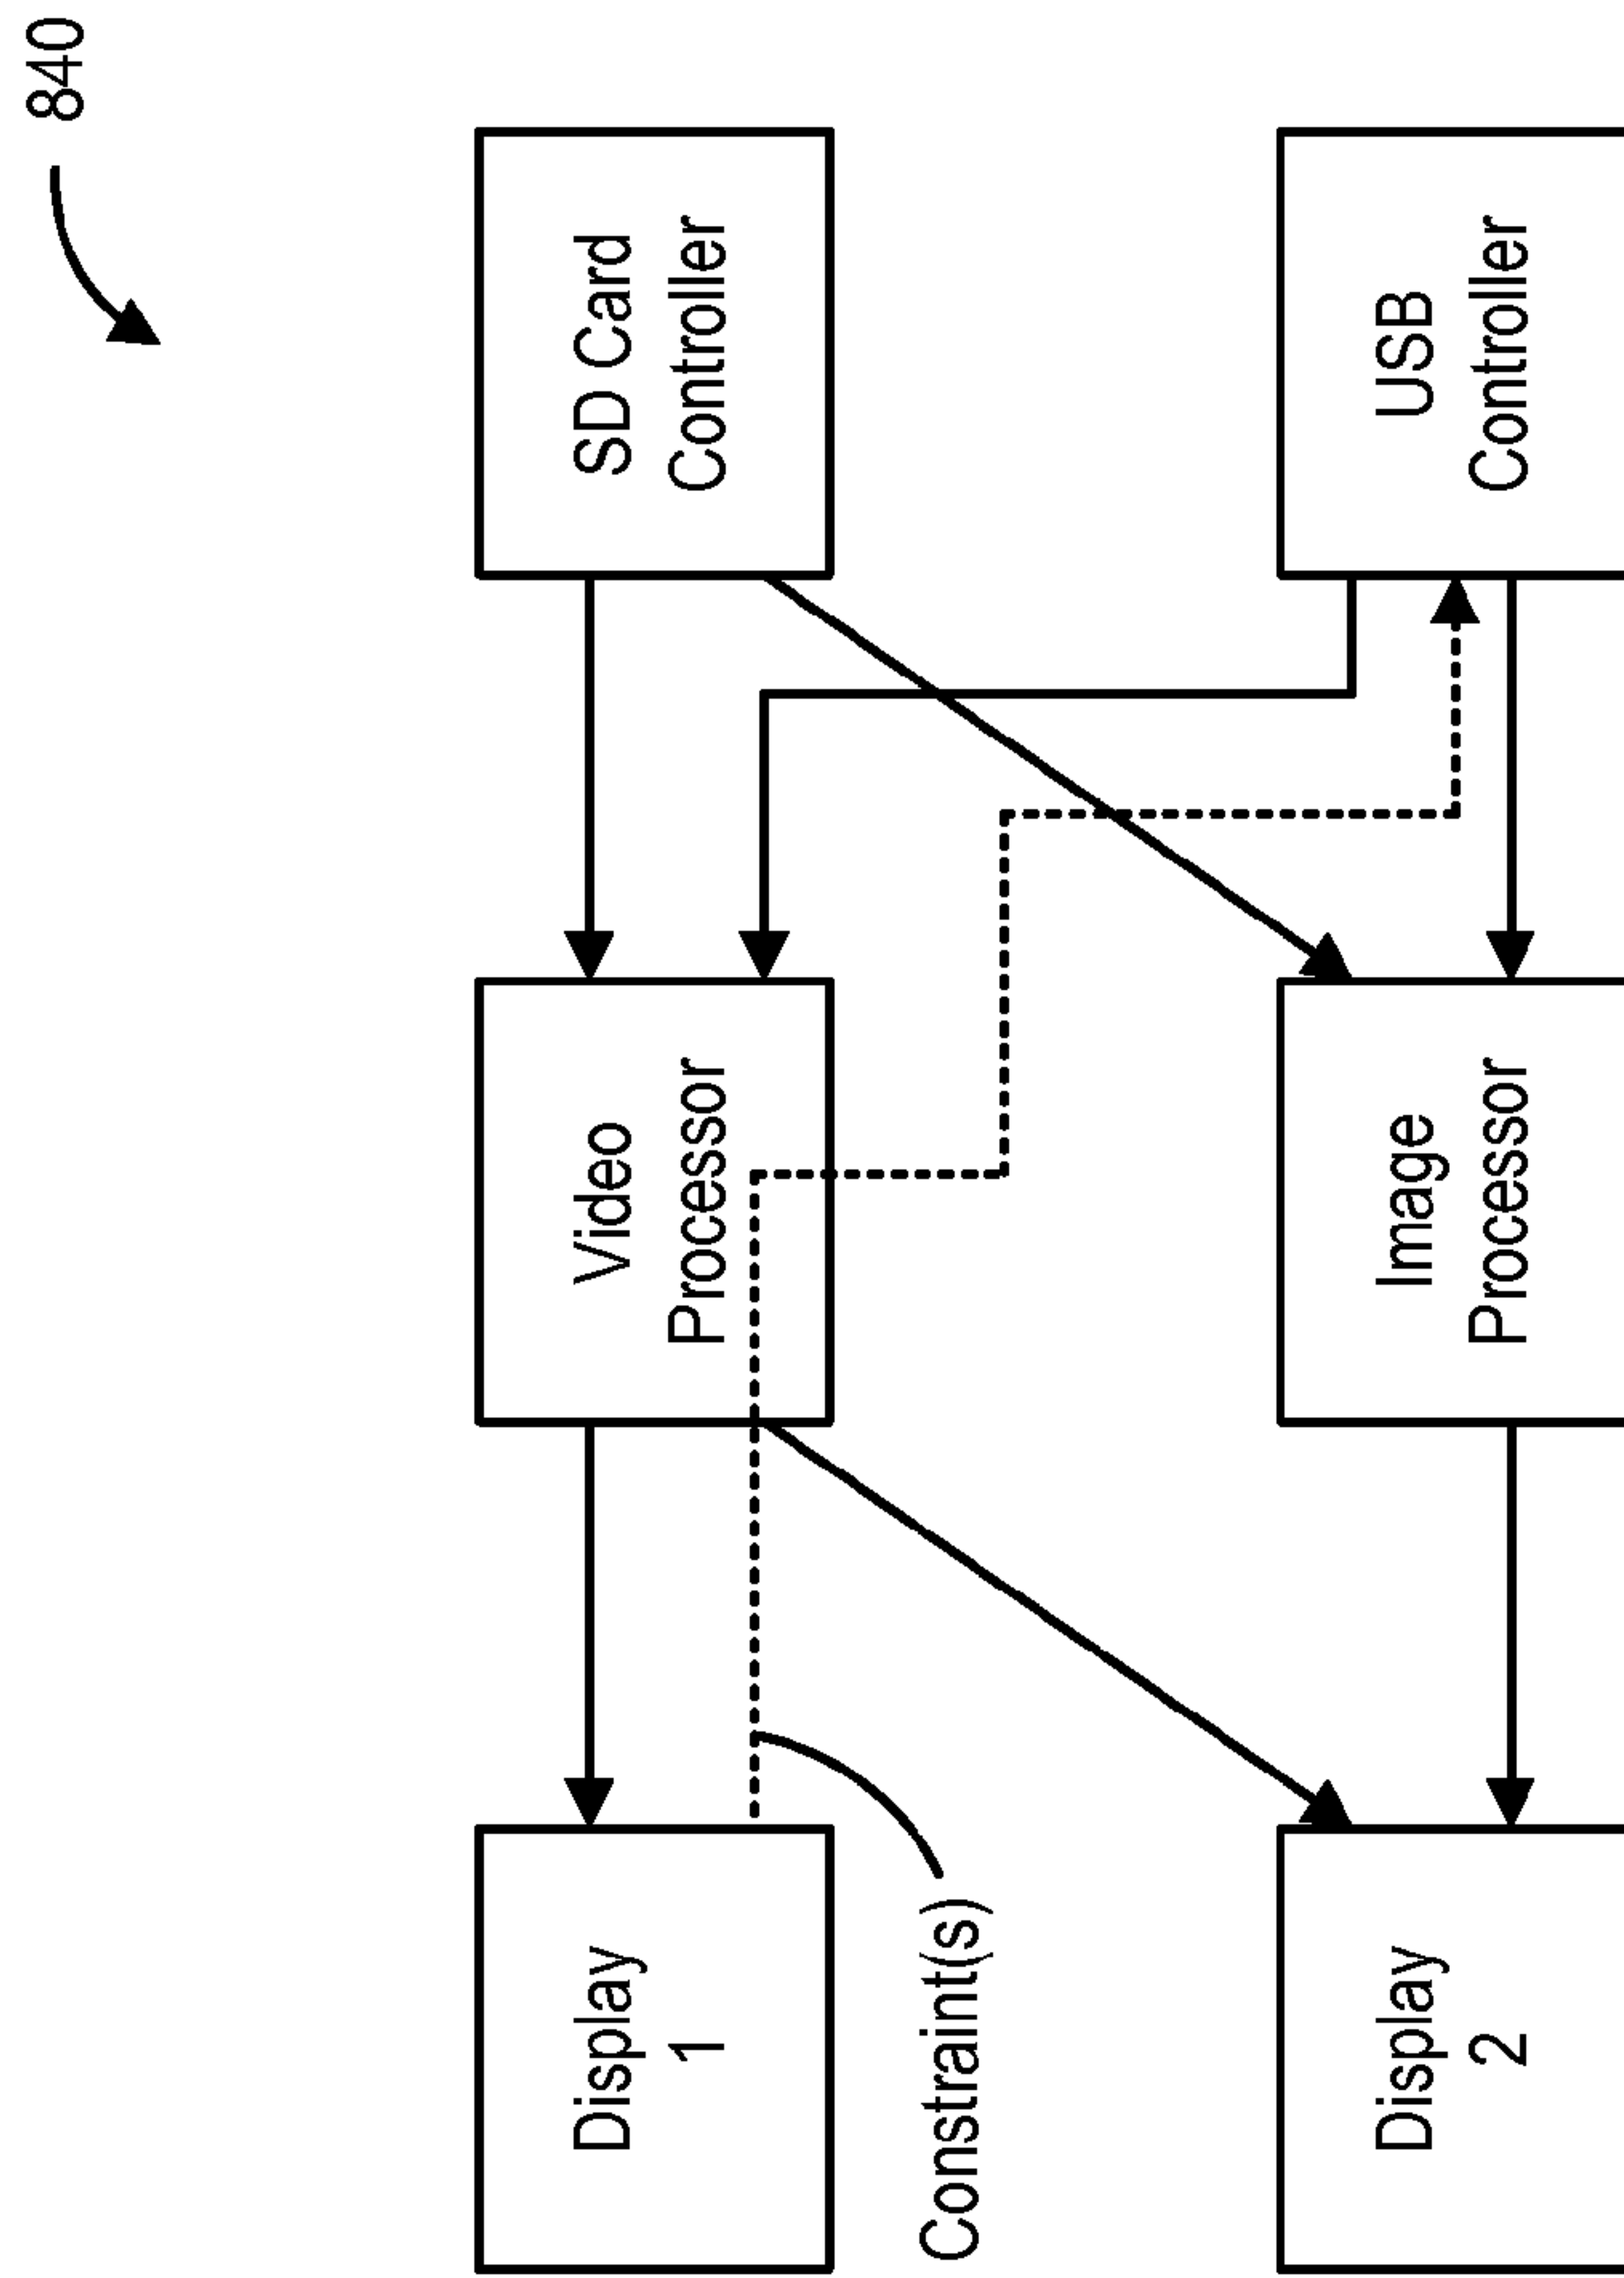 840
Display
1
Video
Processor
SD Card
Controller
Constraint(s)
Display
2
Image
Processor
USB
Controller